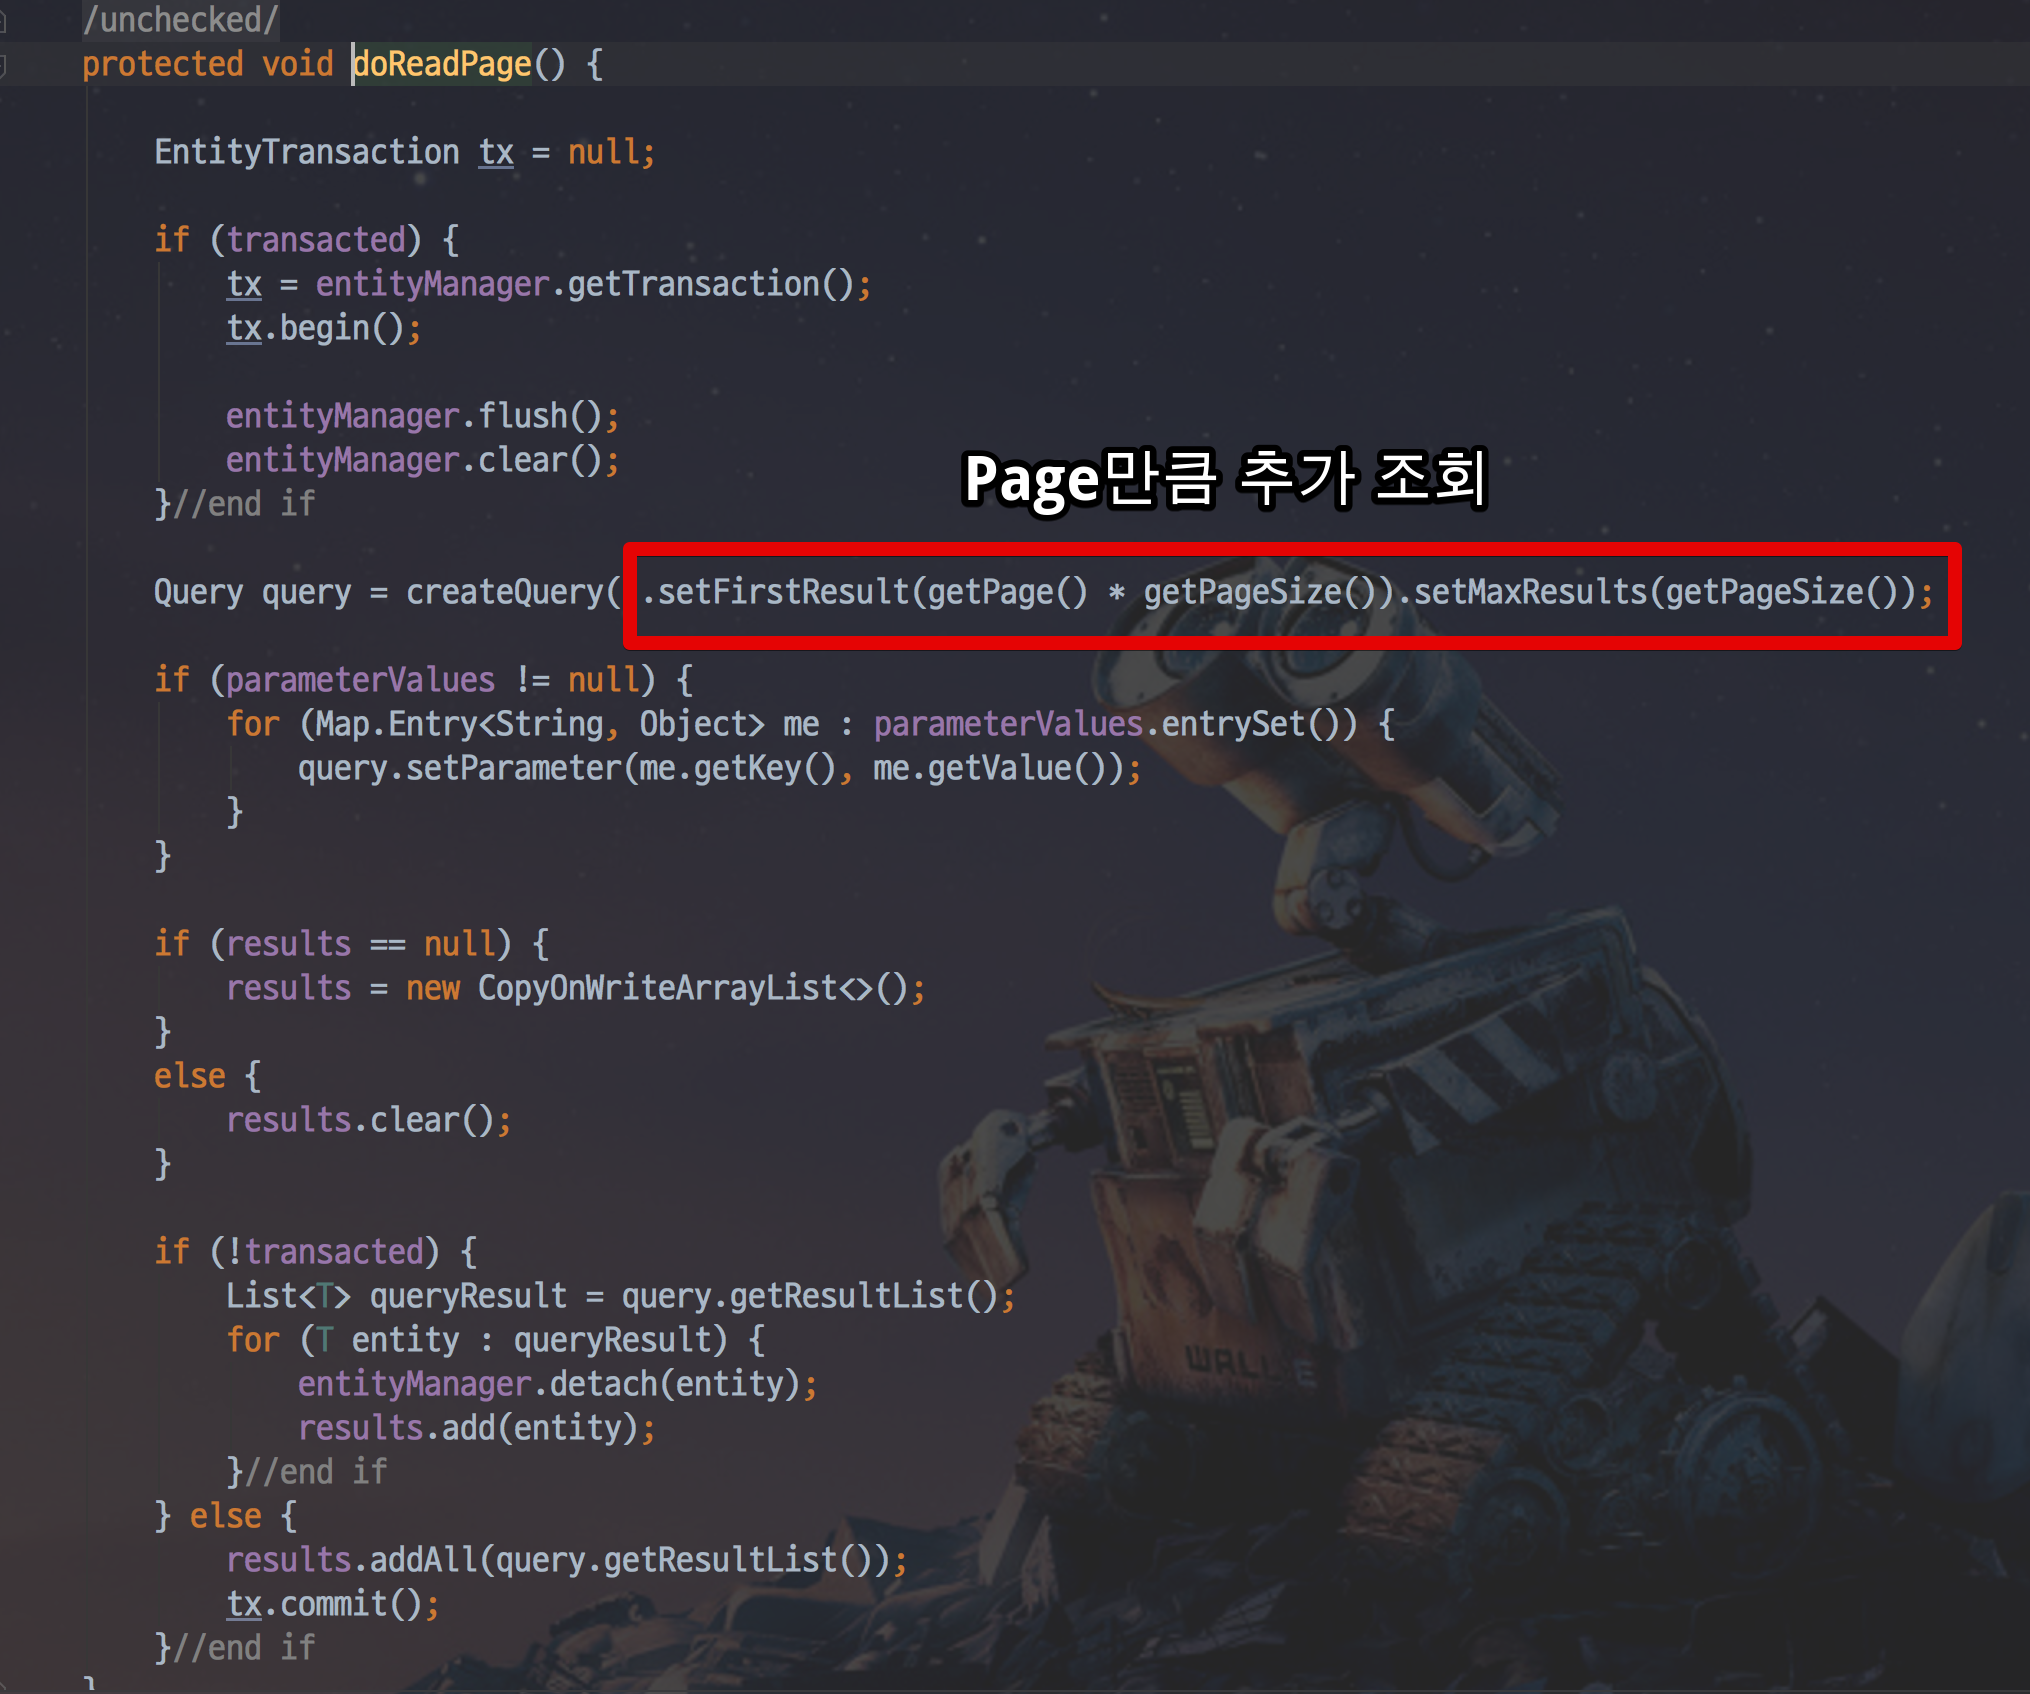 /unchecked/
protected void doReadPage() {
EntityTransaction tx = null;
if (transacted) {
tx = entityManager.getTransaction();
tx.begin();
entityManager.flush();
entityManager.clear();
}//end if
Page만큼 추가 조회
Query query = createQuery( .setFirstResult(getPage() * getPageSize()).setMaxResults(getPageSize());
if (parameterValues != null) {
for (Map.Entry<String, Object> me : parameterValues.entrySet()) {
query.setParameter(me.getKey(), me.getValue());
}
}
if (results == null) {
results = new CopyOnWriteArrayList<>();
}
else {
results.clear();
}
if (!transacted) {
List<T> queryResult = query.getResultList();
for (T entity : queryResult) {
entityManager.detach(entity);
results.add(entity);
}//end if
} else {
results.addAll(query.getResultList());
tx.commit();
}//end if
}
WALL